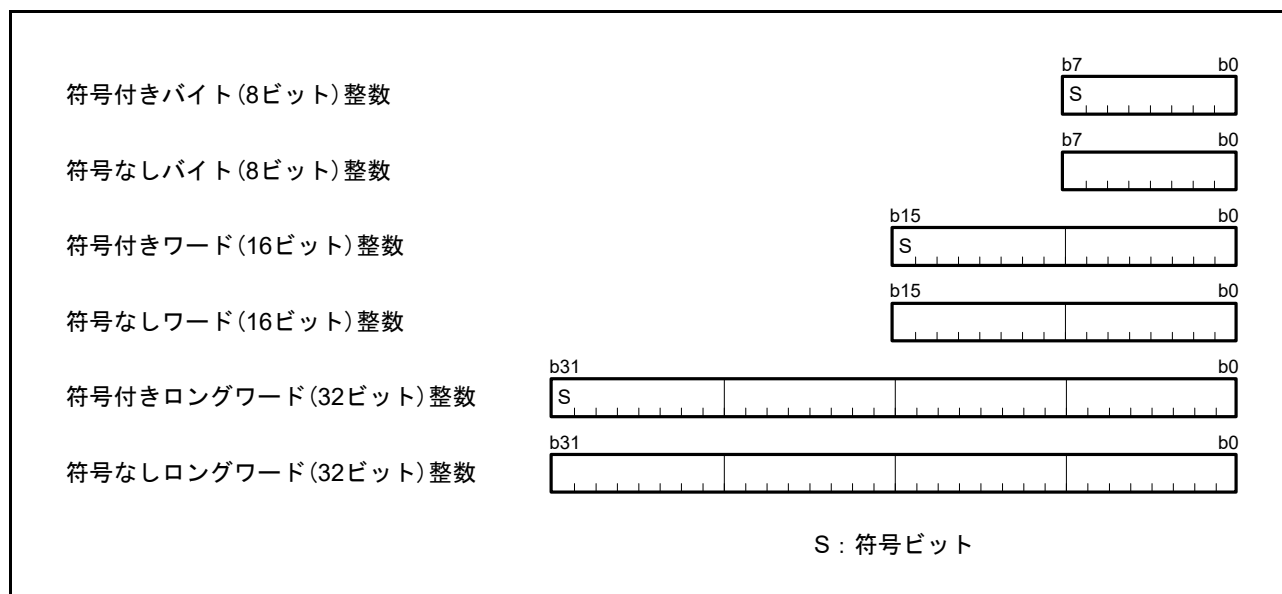 b7 b0
符号付きバイト(8ビット)整数 S
b7 b0
符号なしバイト(8ビット)整数
b15 b0
符号付きワード(16ビット)整数 S
b15 b0
符号なしワード(16ビット)整数
b31 b0
符号付きロングワード(32ビット)整数 S
b31 b0
符号なしロングワード(32ビット)整数
S：符号ビット